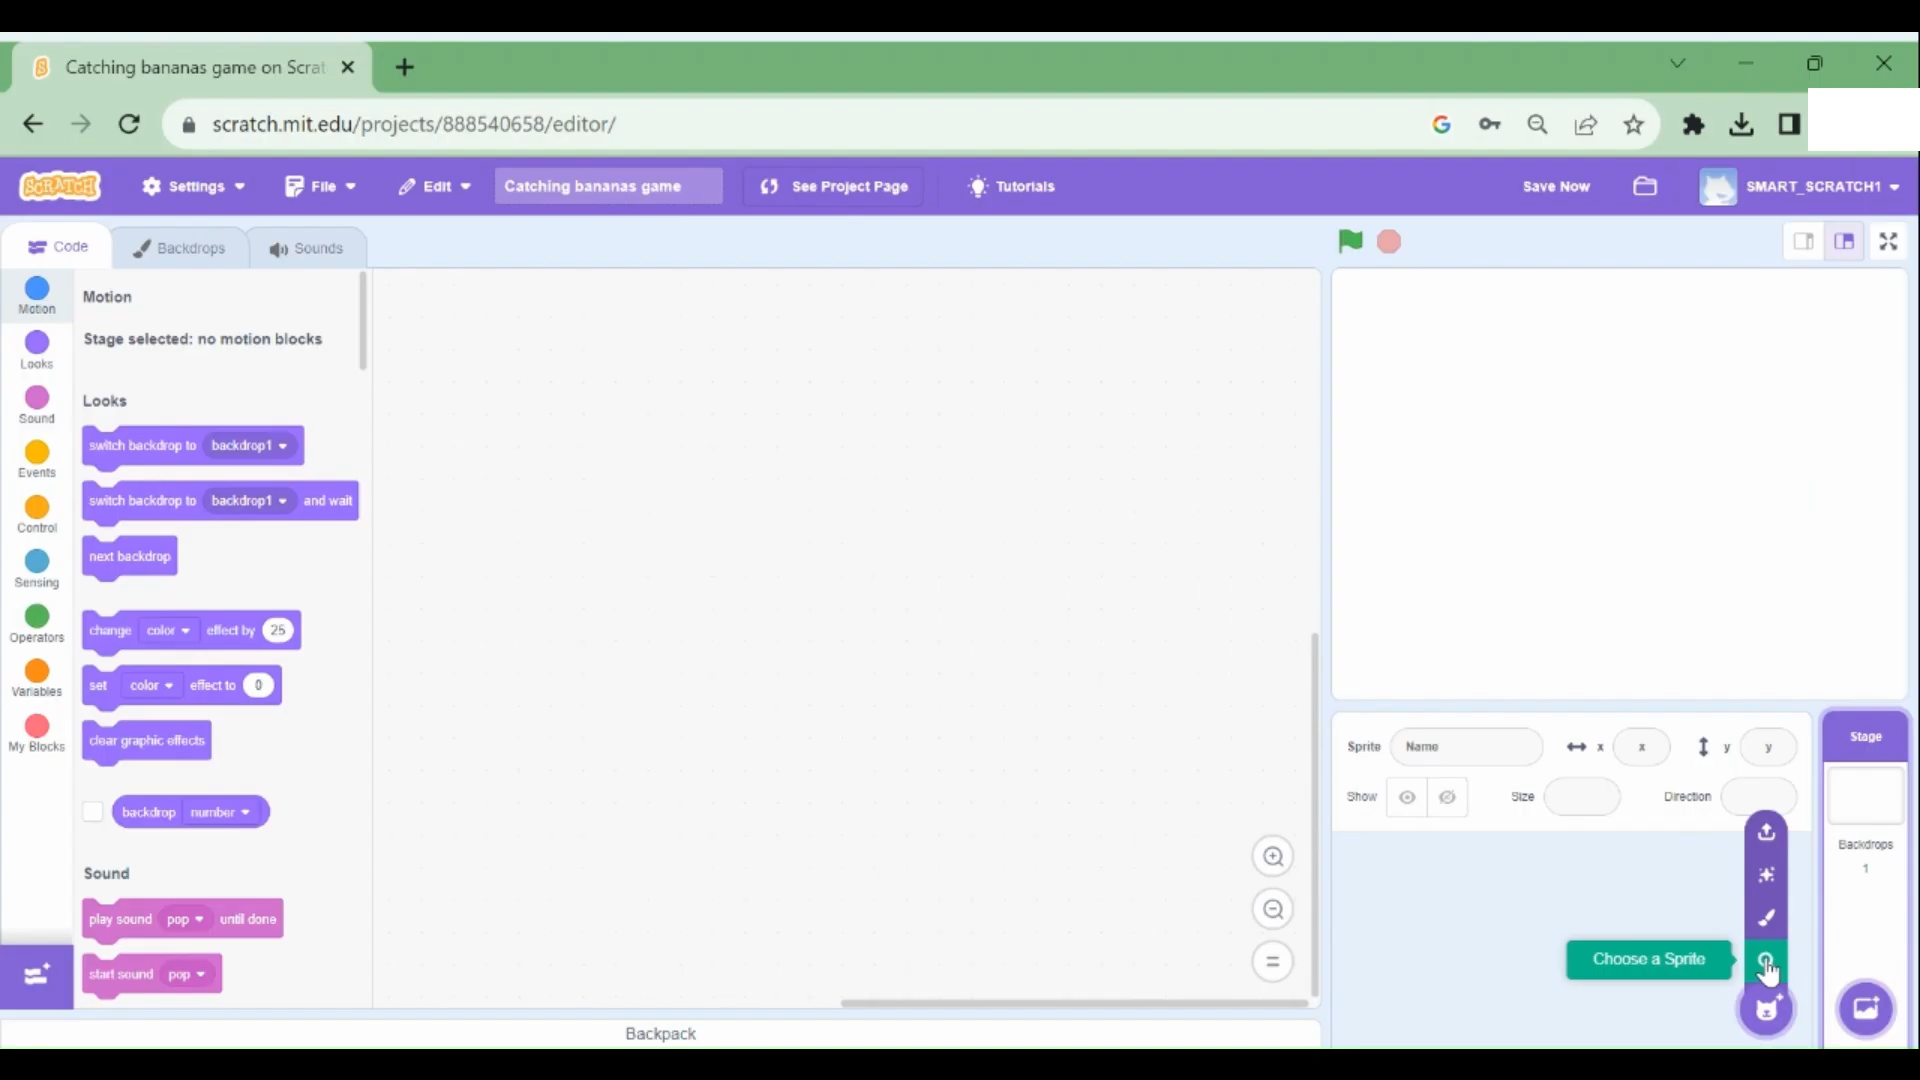 Catching bananas game on Scrat
scratch.mit.edu/projects/888540658/editor/
SCRATCH
Settings
File
Edit
Catching bananas game
See Project Page
Tutorials
Save Now
SMART_SCRATCH1
Code
Backdrops
Sounds
Motion
Looks
Sound
Events
Control
Sensing
Operators
Variables
My Blocks
Motion
Stage selected: no motion blocks
Looks
switch backdrop to backdrop1
switch backdrop to backdrop1 and wait
next backdrop
change color effect by 25
set color effect to 0
clear graphic effects
backdrop number
Sound
play sound pop until done
start sound pop
Backpack
Sprite Name x x y y
Show Size Direction
Choose a Sprite
Stage
Backdrops
1